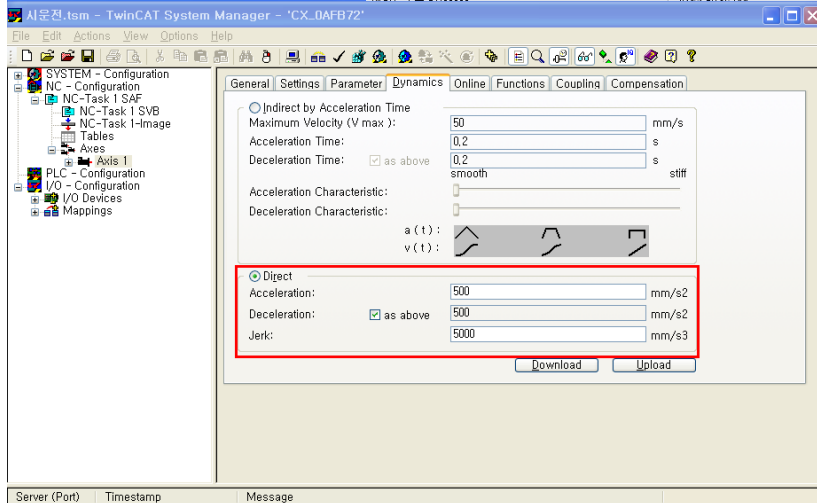 시운전.tsm - TwinCAT System Manager - 'CX_0AFB72'
File Edit Actions View Options Help
SYSTEM - Configuration
NC - Configuration
NC-Task 1 SAF
NC-Task 1 SVB
NC-Task 1-Image
Tables
Axes
Axis 1
PLC - Configuration
I/O - Configuration
I/O Devices
Mappings
General Settings Parameter Dynamics Online Functions Coupling Compensation
Indirect by Acceleration Time
Maximum Velocity (V max ): 50 mm/s
Acceleration Time: 0,2 s
Deceleration Time: as above 0,2 s
smooth stiff
Acceleration Characteristic:
Deceleration Characteristic:
a(t):
v(t):
Direct
Acceleration: 500 mm/s2
Deceleration: as above 500 mm/s2
Jerk: 5000 mm/s3
Download Upload
Server (Port) Timestamp Message